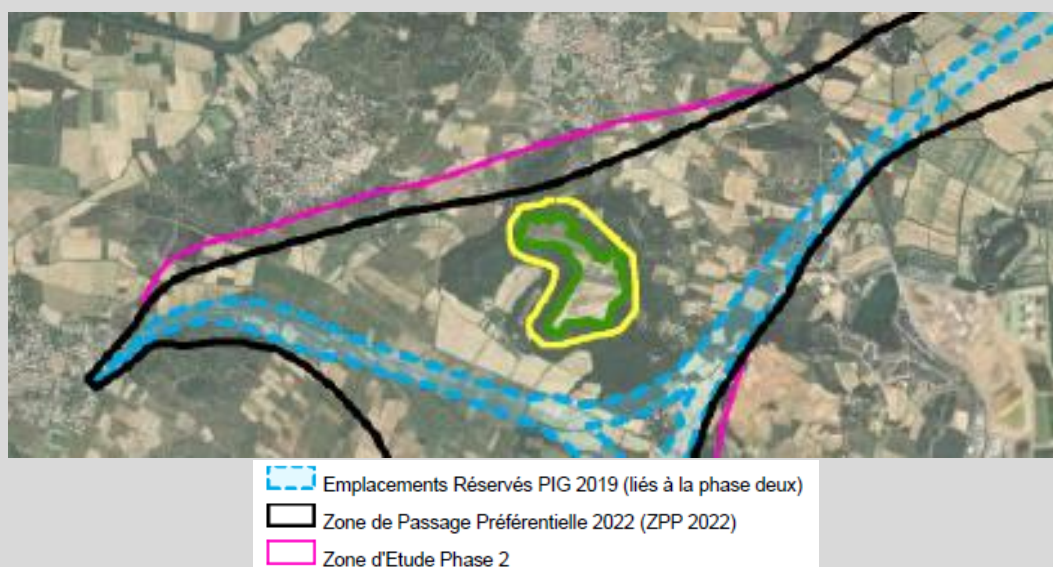 Emplacements Réservés PIG 2019 (liés à la phase deux)
Zone de Passage Préférentielle 2022 (ZPP 2022)
Zone d'Etude Phase 2